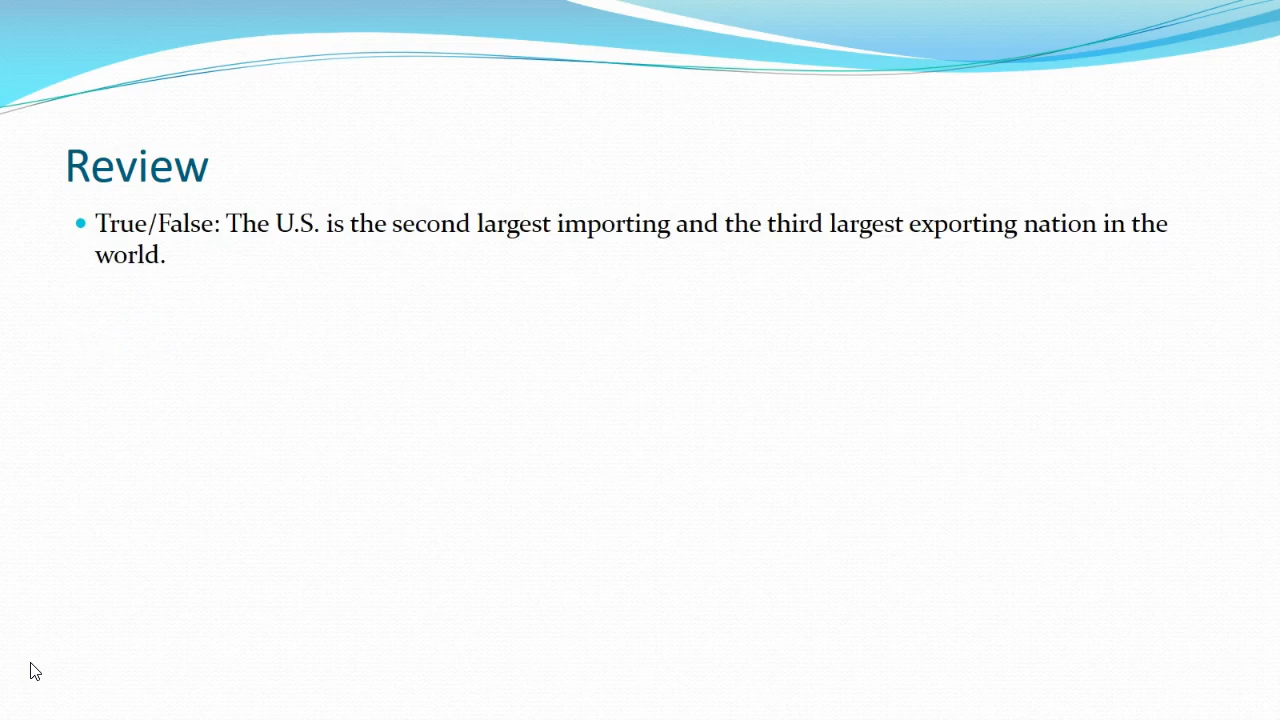 Review
• True/False: The U.S. is the second largest importing and the third largest exporting nation in the
world.